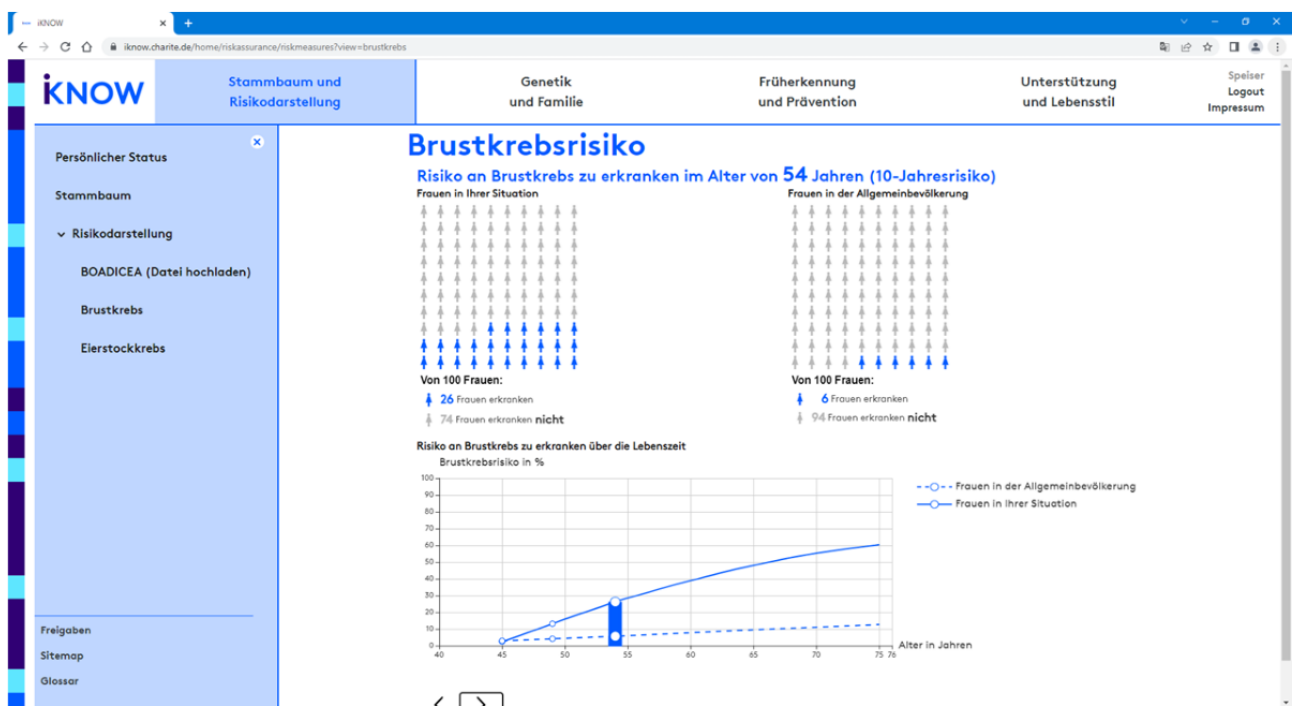 iKNOW
iknow.charite.de/home/riskassurance/riskmeasures?view=brustkrebs
iKNOW
Stammbaum und
Risikodarstellung
Genetik
und Familie
Früherkennung
und Prävention
Unterstützung
und Lebensstil
Speiser
Logout
Impressum
Persönlicher Status
Stammbaum
Risikodarstellung
BOADICEA (Datei hochladen)
Brustkrebs
Eierstockkrebs
Freigaben
Sitemap
Glossar
Brustkrebsrisiko
Risiko an Brustkrebs zu erkranken im Alter von 54 Jahren (10-Jahresrisiko)
Frauen in Ihrer Situation
Von 100 Frauen:
26 Frauen erkranken
74 Frauen erkranken nicht
Frauen in der Allgemeinbevölkerung
Von 100 Frauen:
6 Frauen erkranken
94 Frauen erkranken nicht
Risiko an Brustkrebs zu erkranken über die Lebenszeit
Brustkrebsrisiko in %
100
90
80
70
60
50
40
30
20
10
0
40 45 50 55 60 65 70 75 76
Alter in Jahren
Frauen in der Allgemeinbevölkerung
Frauen in Ihrer Situation